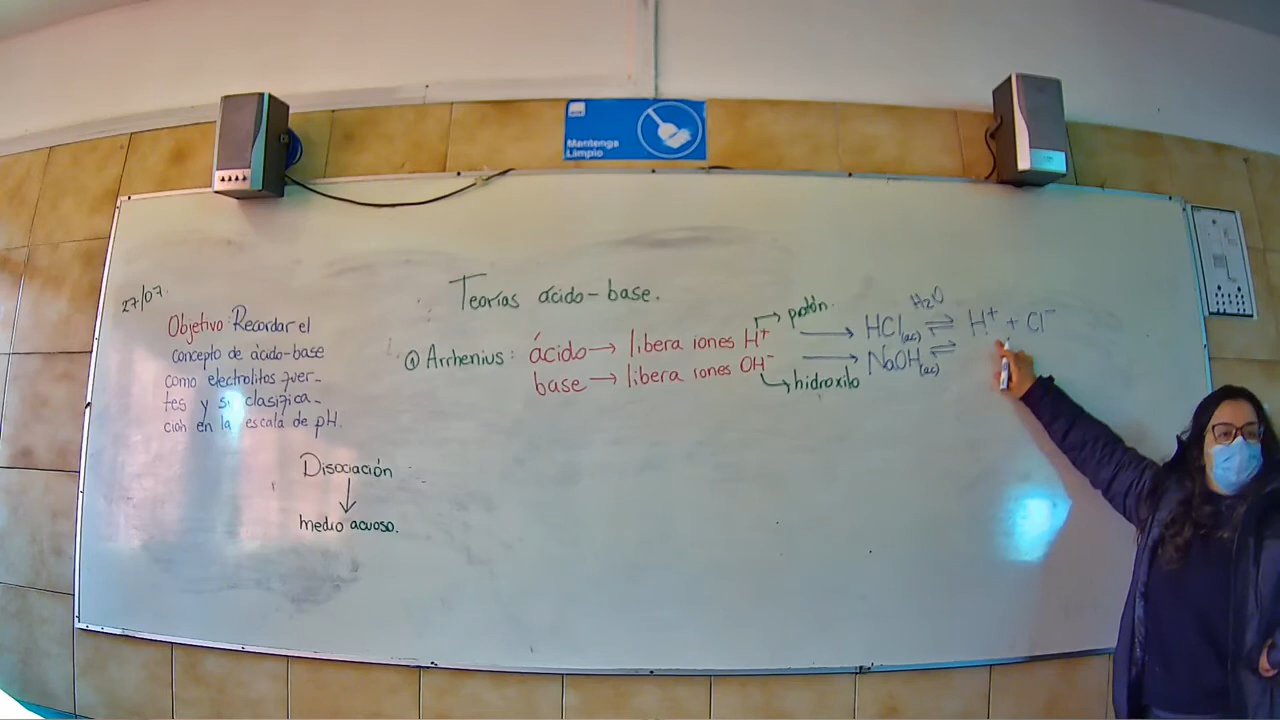 Mantenga
Limpio
27/07.
Teorías ácido-base.
Objetivo: Recordar el
concepto de ácido-base
como electrolitos fuer-
tes y su clasifica-
ción en la escala de pH.
Disociación
↓
medio acuoso.
① Arrhenius: ácido → libera iones H⁺ → protón. → HCl(ac) ⇌ H⁺ + Cl⁻
H₂O
base → libera iones OH⁻ → hidroxilo → NaOH(ac) ⇌